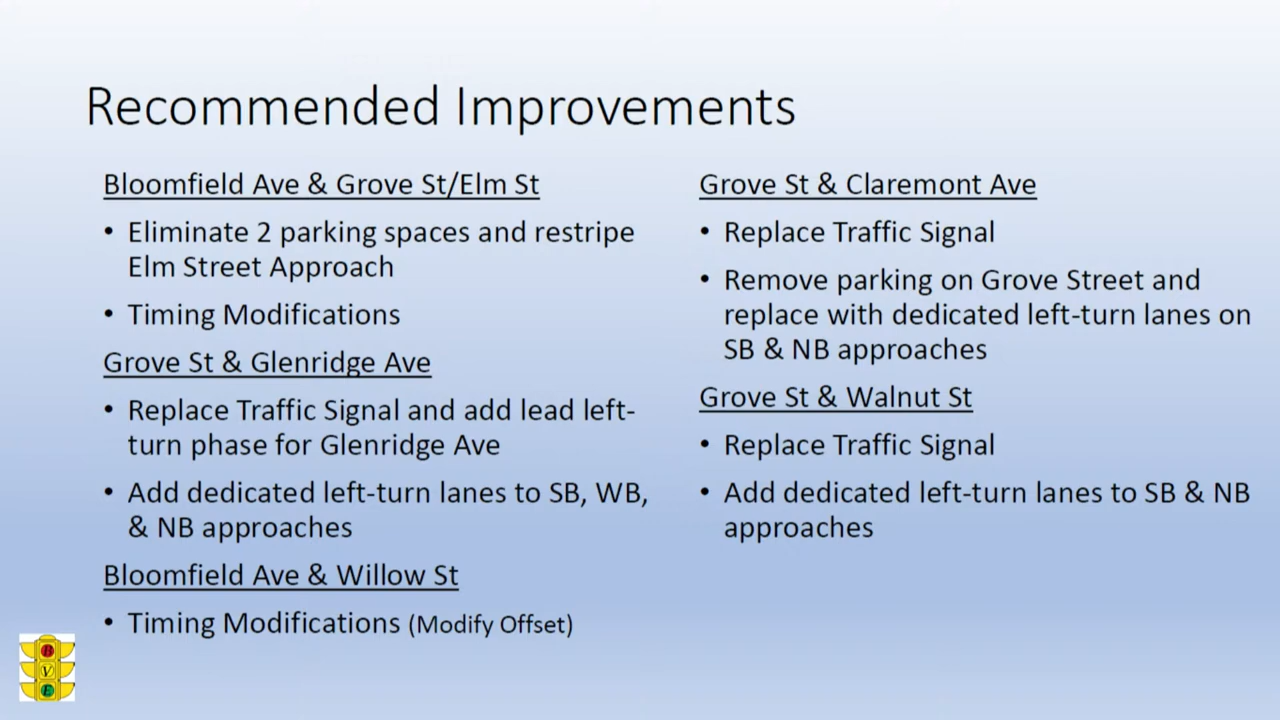 Recommended Improvements
Bloomfield Ave & Grove St/Elm St
• Eliminate 2 parking spaces and restripe
Elm Street Approach
• Timing Modifications
Grove St & Glenridge Ave
• Replace Traffic Signal and add lead left-
turn phase for Glenridge Ave
• Add dedicated left-turn lanes to SB, WB,
& NB approaches
Bloomfield Ave & Willow St
• Timing Modifications (Modify Offset)
Grove St & Claremont Ave
• Replace Traffic Signal
• Remove parking on Grove Street and
replace with dedicated left-turn lanes on
SB & NB approaches
Grove St & Walnut St
• Replace Traffic Signal
• Add dedicated left-turn lanes to SB & NB
approaches
B
V
E